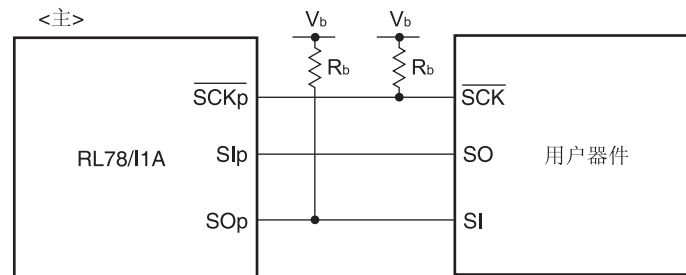 <主>
Vb Vb
Rb Rb
SCKp SCK
RL78/I1A SIp SO 用户器件
SOp SI